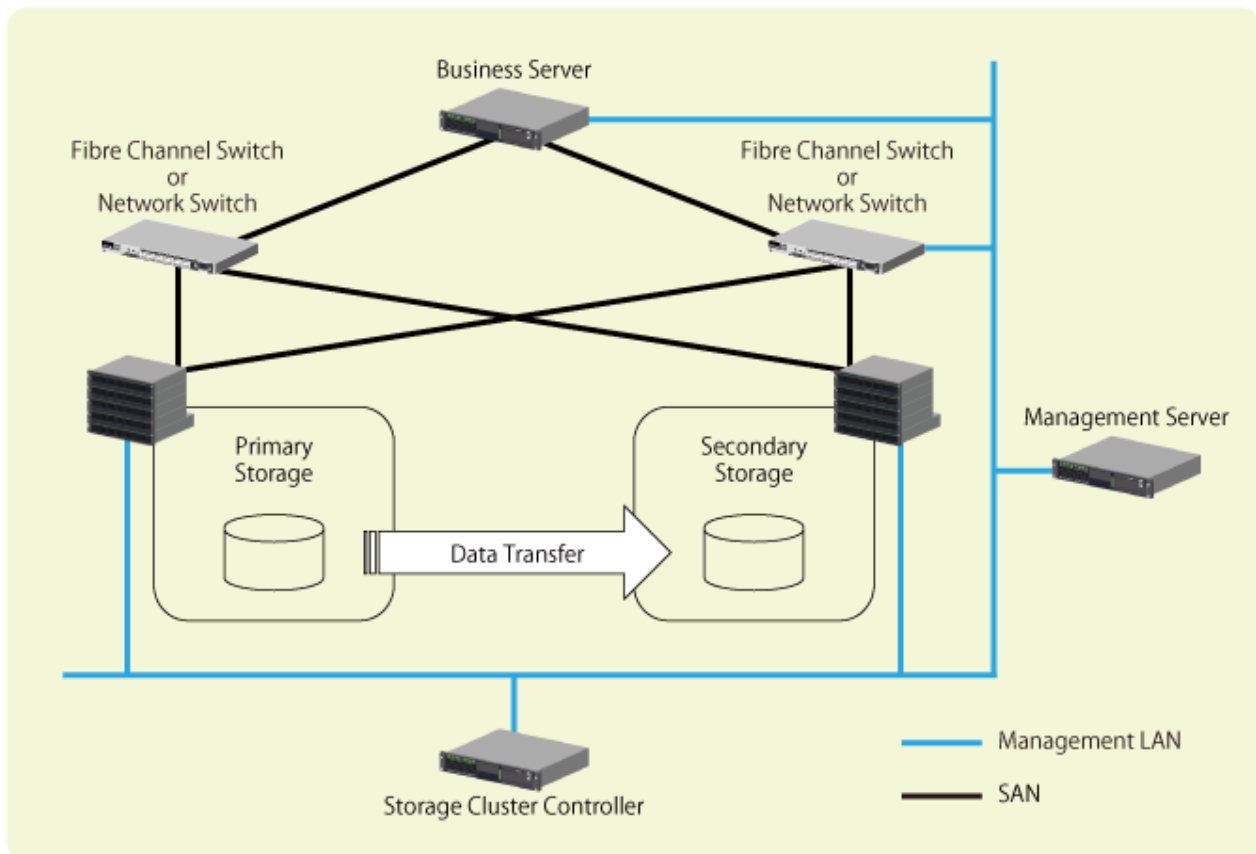 Business Server
Fibre Channel Switch
or
Network Switch
Fibre Channel Switch
or
Network Switch
Primary
Storage
Secondary
Storage
Management Server
Data Transfer
Management LAN
Storage Cluster Controller
SAN